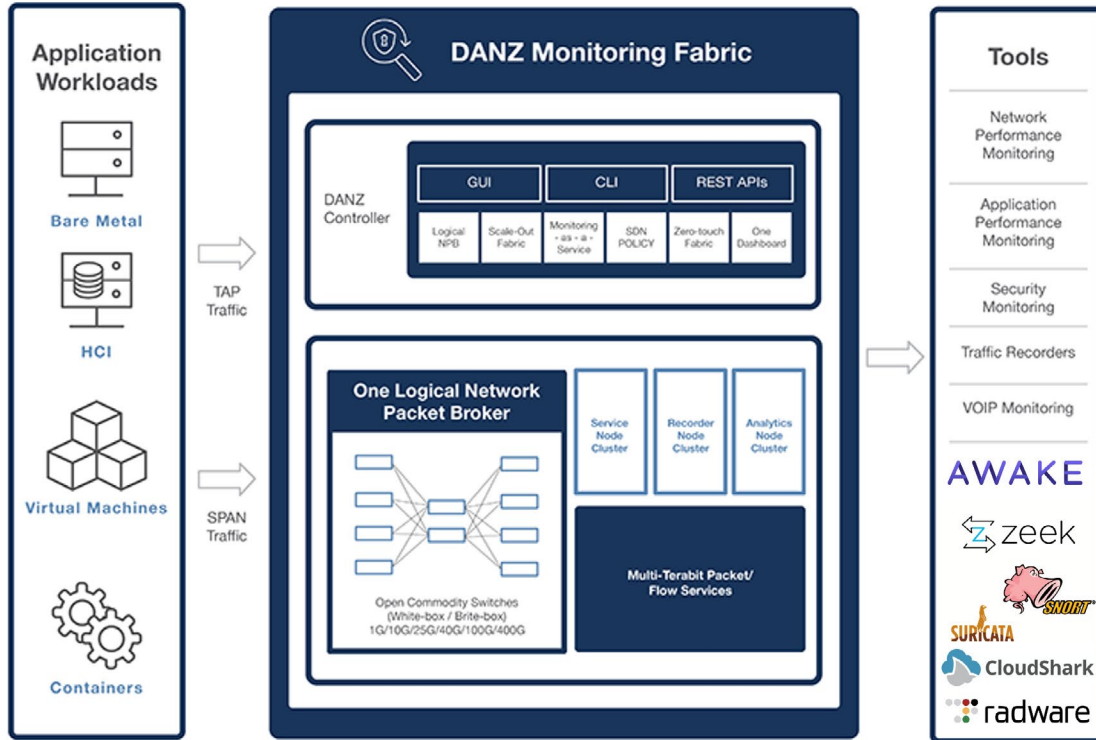 Application
Workloads
Bare Metal
HCI
Virtual Machines
Containers
TAP
Traffic
SPAN
Traffic
DANZ Monitoring Fabric
DANZ
Controller
GUI
CLI
REST APIs
Logical
NPB
Scale-Out
Fabric
Monitoring
- as - a -
Service
SDN
POLICY
Zero-touch
Fabric
One
Dashboard
One Logical Network
Packet Broker
Open Commodity Switches
(White-box / Brite-box)
1G/10G/25G/40G/100G/400G
Service
Node
Cluster
Recorder
Node
Cluster
Analytics
Node
Cluster
Multi-Terabit Packet/
Flow Services
Tools
Network
Performance
Monitoring
Application
Performance
Monitoring
Security
Monitoring
Traffic Recorders
VOIP Monitoring
AWAKE
zeek
SNORT
SURICATA
CloudShark
radware